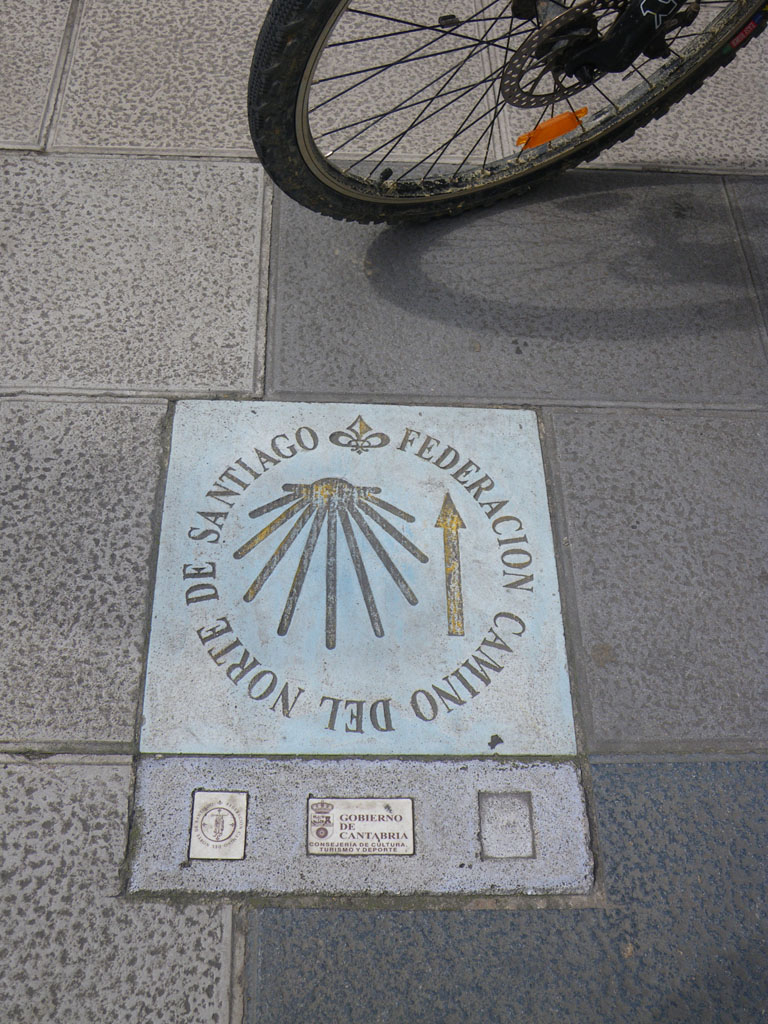 FEDERACION CAMINO DEL NORTE DE SANTIAGO
GOBIERNO
DE
CANTABRIA
CONSEJERÍA DE CULTURA,
TURISMO Y DEPORTE